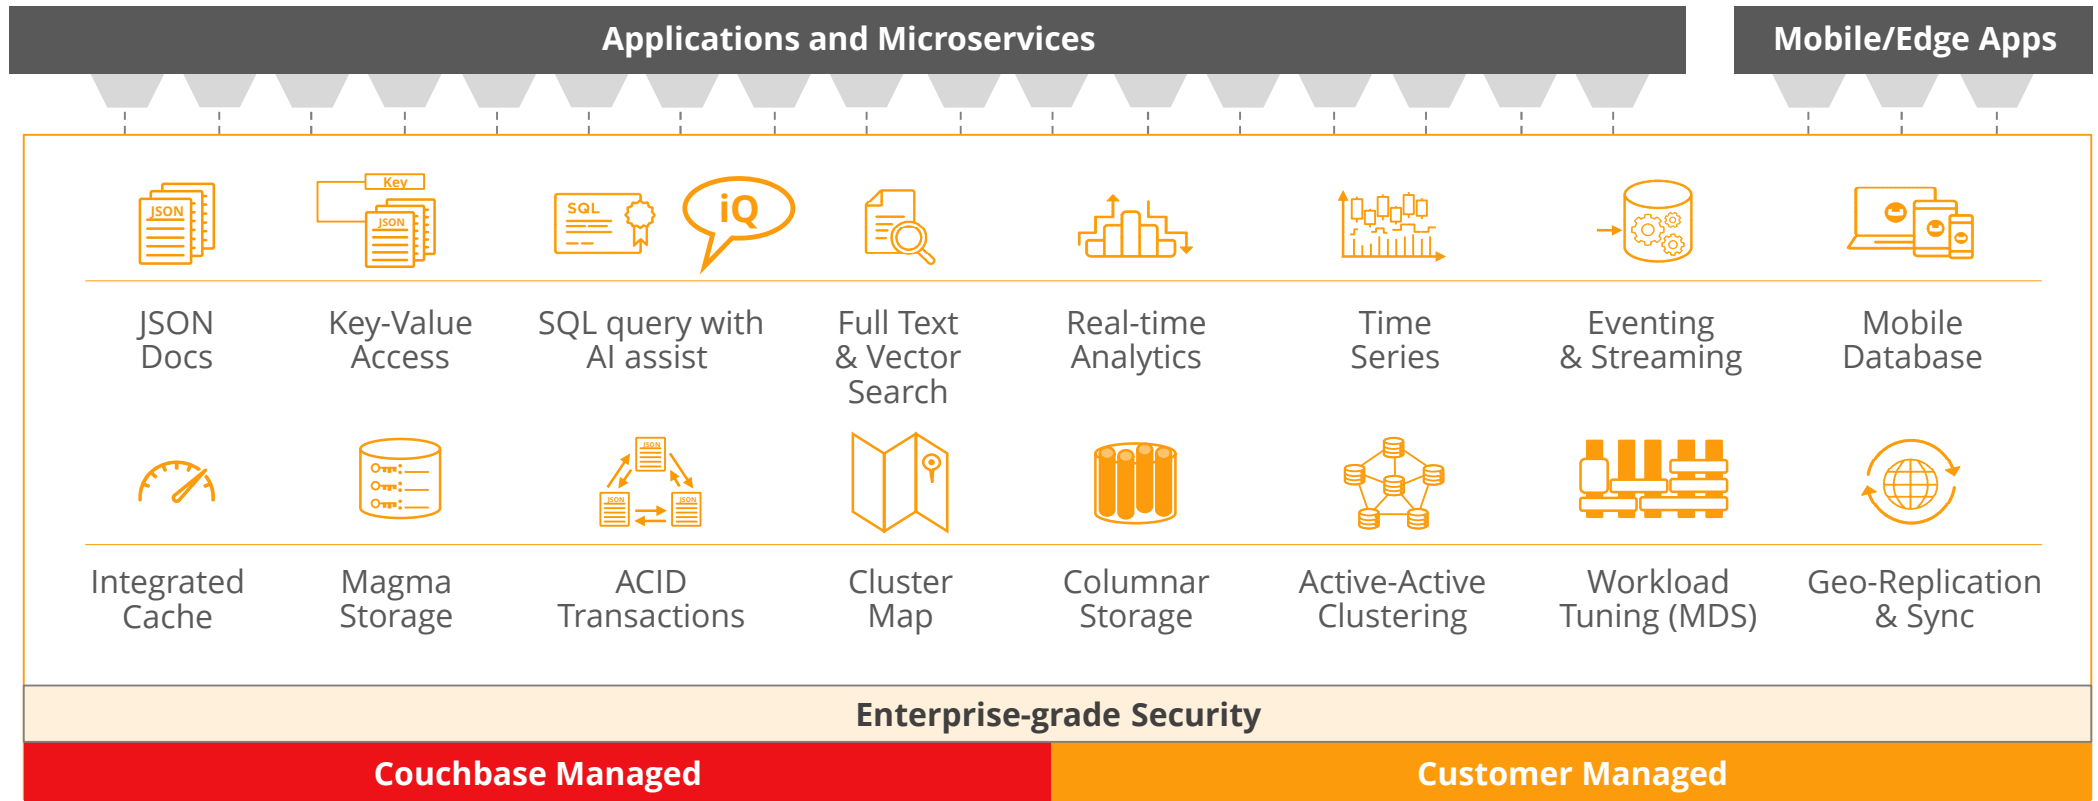 Applications and Microservices
Mobile/Edge Apps
JSON
Key
JSON
SQL
iQ
JSON
Docs
Key-Value
Access
SQL query with
AI assist
Full Text
& Vector
Search
Real-time
Analytics
Time
Series
Eventing
& Streaming
Mobile
Database
JSON
JSON
JSON
Integrated
Cache
Magma
Storage
ACID
Transactions
Cluster
Map
Columnar
Storage
Active-Active
Clustering
Workload
Tuning (MDS)
Geo-Replication
& Sync
Enterprise-grade Security
Couchbase Managed
Customer Managed